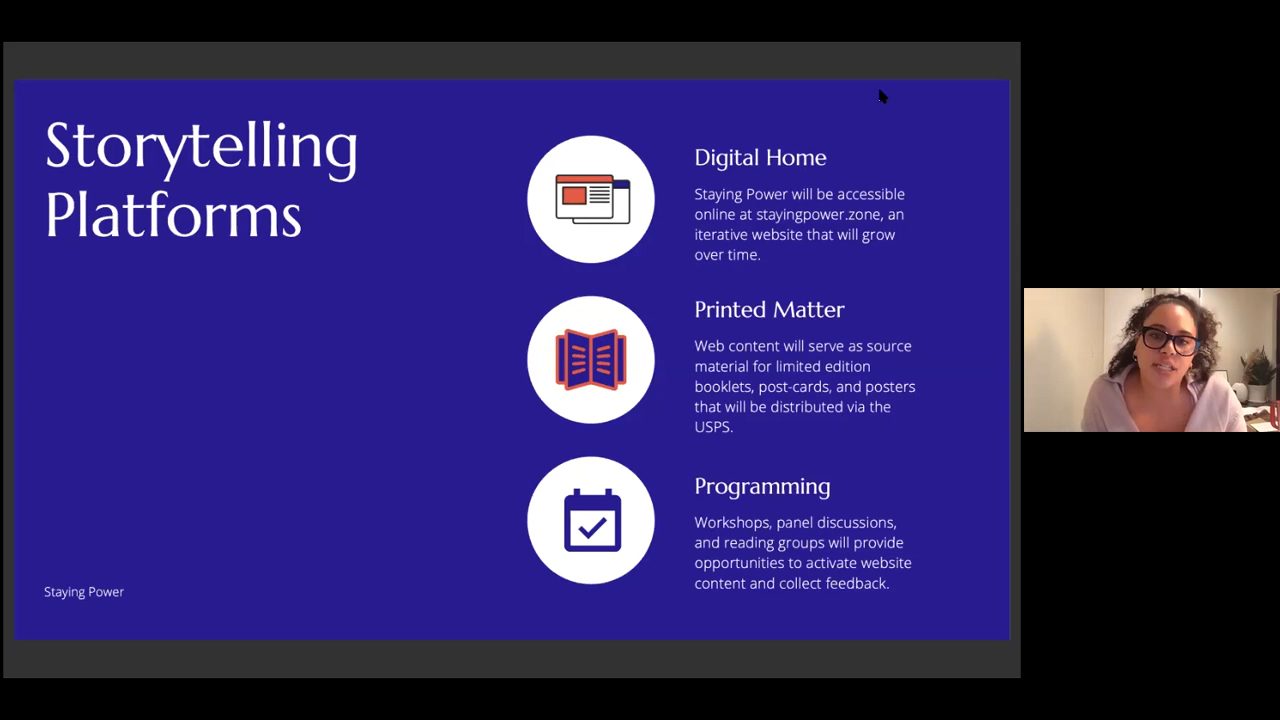 Storytelling
Platforms
Digital Home
Staying Power will be accessible
online at stayingpower.zone, an
iterative website that will grow
over time.
Printed Matter
Web content will serve as source
material for limited edition
booklets, post-cards, and posters
that will be distributed via the
USPS.
Programming
Workshops, panel discussions,
and reading groups will provide
opportunities to activate website
content and collect feedback.
Staying Power